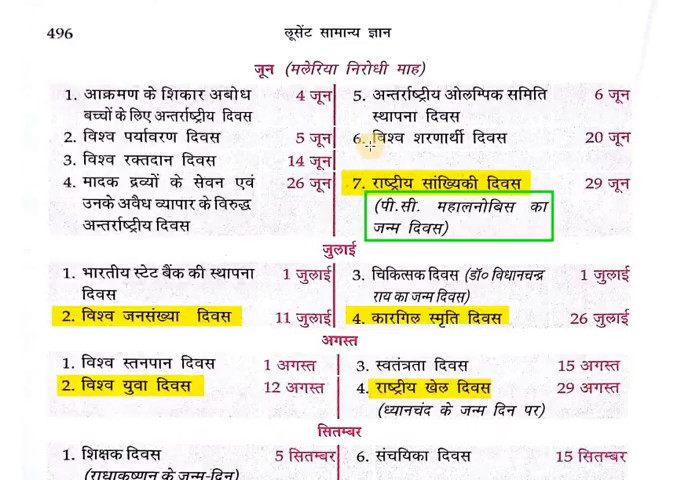 496
लूसेंट सामान्य ज्ञान
जून (मलेरिया निरोधी माह)
1. आक्रमण के शिकार अबोध 4 जून
बच्चों के लिए अन्तर्राष्ट्रीय दिवस
2. विश्व पर्यावरण दिवस 5 जून
3. विश्व रक्तदान दिवस 14 जून
4. मादक द्रव्यों के सेवन एवं 26 जून
उनके अवैध व्यापार के विरुद्ध
अन्तर्राष्ट्रीय दिवस
5. अन्तर्राष्ट्रीय ओलम्पिक समिति 6 जून
स्थापना दिवस
6. विश्व शरणार्थी दिवस 20 जून
7. राष्ट्रीय सांख्यिकी दिवस 29 जून
(पी.सी. महालनोबिस का
जन्म दिवस)
जुलाई
1. भारतीय स्टेट बैंक की स्थापना 1 जुलाई
दिवस
2. विश्व जनसंख्या दिवस 11 जुलाई
3. चिकित्सक दिवस (डॉ० विधानचन्द्र 1 जुलाई
राय का जन्म दिवस)
4. कारगिल स्मृति दिवस 26 जुलाई
अगस्त
1. विश्व स्तनपान दिवस 1 अगस्त
2. विश्व युवा दिवस 12 अगस्त
3. स्वतंत्रता दिवस 15 अगस्त
4. राष्ट्रीय खेल दिवस 29 अगस्त
(ध्यानचंद के जन्म दिन पर)
सितम्बर
1. शिक्षक दिवस 5 सितम्बर
(राधाकृष्णन के जन्म-दिन)
6. संचयिका दिवस 15 सितम्बर